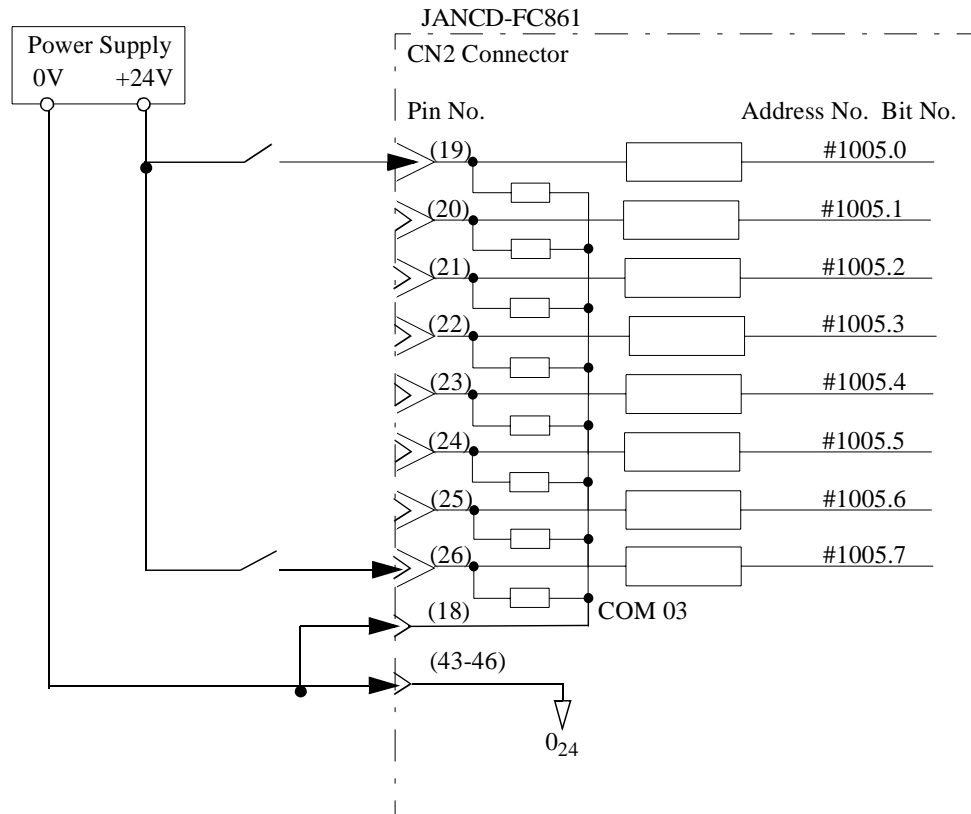 JANCD-FC861
Power Supply
0V +24V
CN2 Connector
Pin No. Address No. Bit No.
(19) #1005.0
(20) #1005.1
(21) #1005.2
(22) #1005.3
(23) #1005.4
(24) #1005.5
(25) #1005.6
(26) #1005.7
(18) COM 03
(43-46)
024